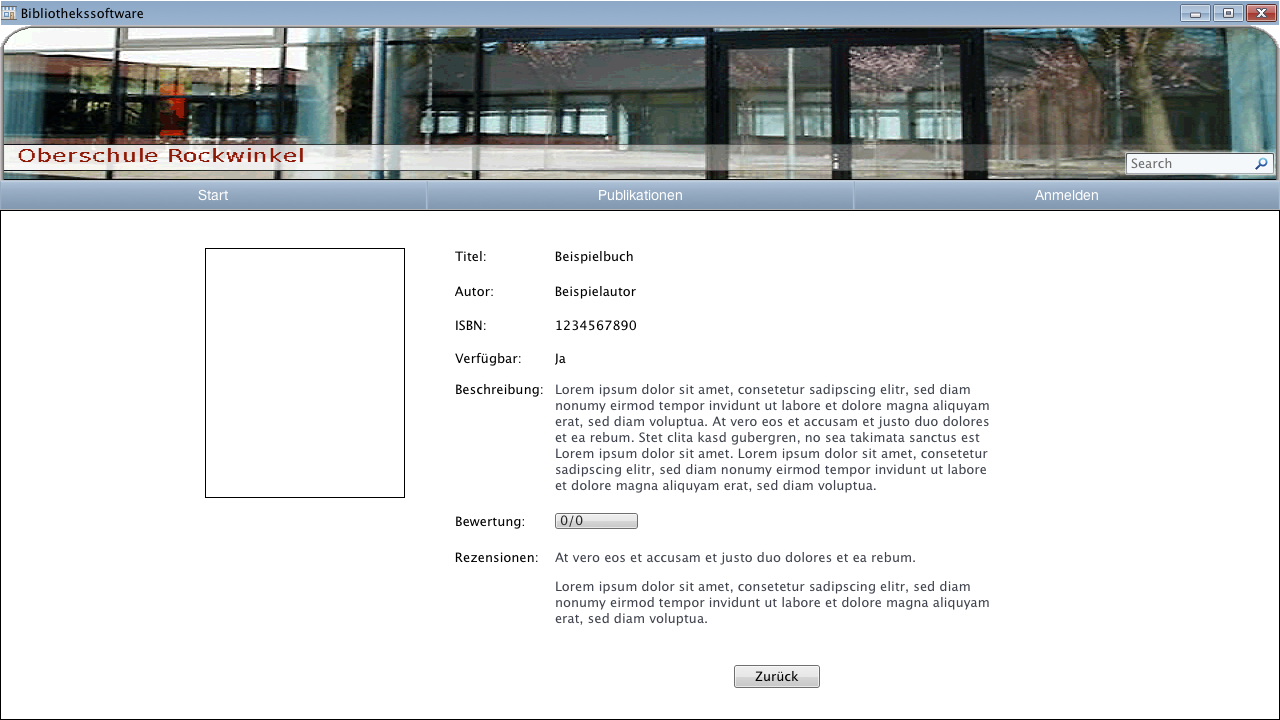 Bibliothekssoftware
Oberschule Rockwinkel
Search
Start Publikationen Anmelden
Titel: Beispielbuch
Autor: Beispielautor
ISBN: 1234567890
Verfügbar: Ja
Beschreibung: Lorem ipsum dolor sit amet, consetetur sadipscing elitr, sed diam
nonumy eirmod tempor invidunt ut labore et dolore magna aliquyam
erat, sed diam voluptua. At vero eos et accusam et justo duo dolores
et ea rebum. Stet clita kasd gubergren, no sea takimata sanctus est
Lorem ipsum dolor sit amet. Lorem ipsum dolor sit amet, consetetur
sadipscing elitr, sed diam nonumy eirmod tempor invidunt ut labore
et dolore magna aliquyam erat, sed diam voluptua.
Bewertung: 0/0
Rezensionen: At vero eos et accusam et justo duo dolores et ea rebum.
Lorem ipsum dolor sit amet, consetetur sadipscing elitr, sed diam
nonumy eirmod tempor invidunt ut labore et dolore magna aliquyam
erat, sed diam voluptua.
Zurück